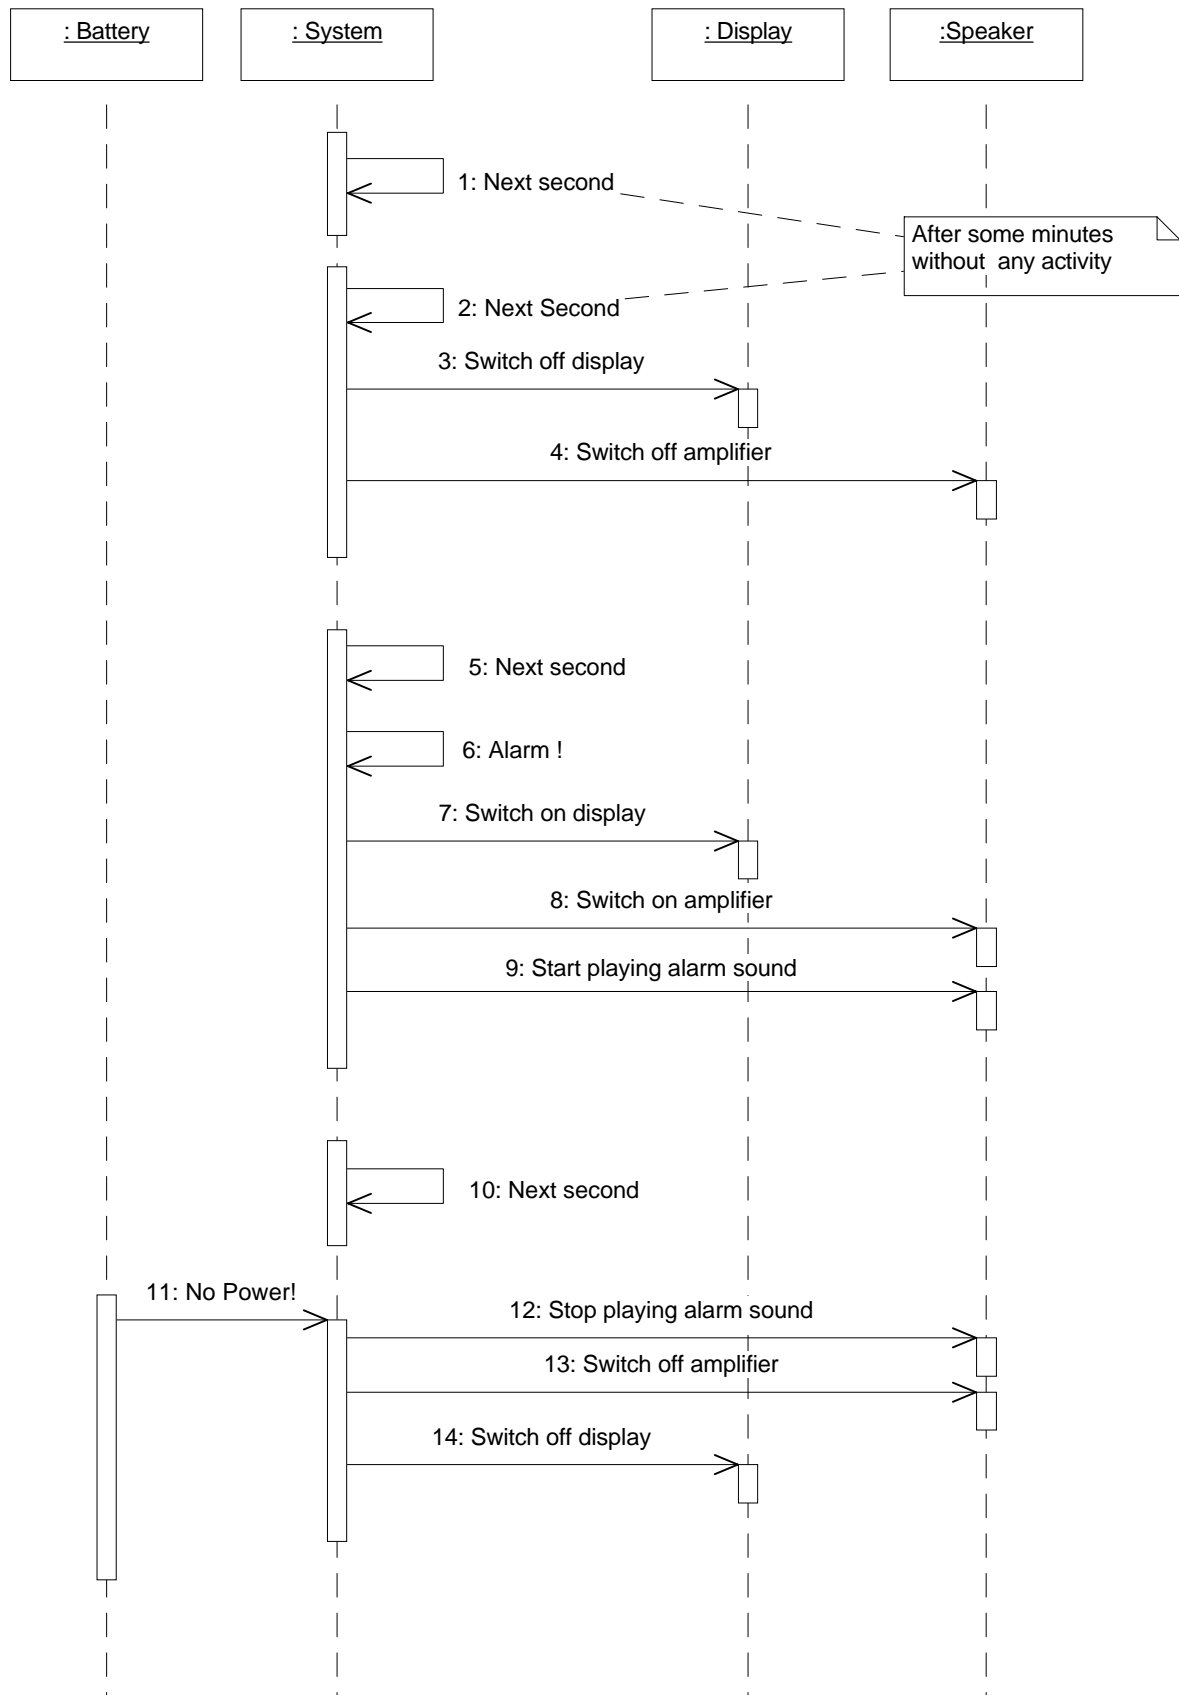 : Battery
: System
: Display
:Speaker
1: Next second
After some minutes
without any activity
2: Next Second
3: Switch off display
4: Switch off amplifier
5: Next second
6: Alarm !
7: Switch on display
8: Switch on amplifier
9: Start playing alarm sound
10: Next second
11: No Power!
12: Stop playing alarm sound
13: Switch off amplifier
14: Switch off display